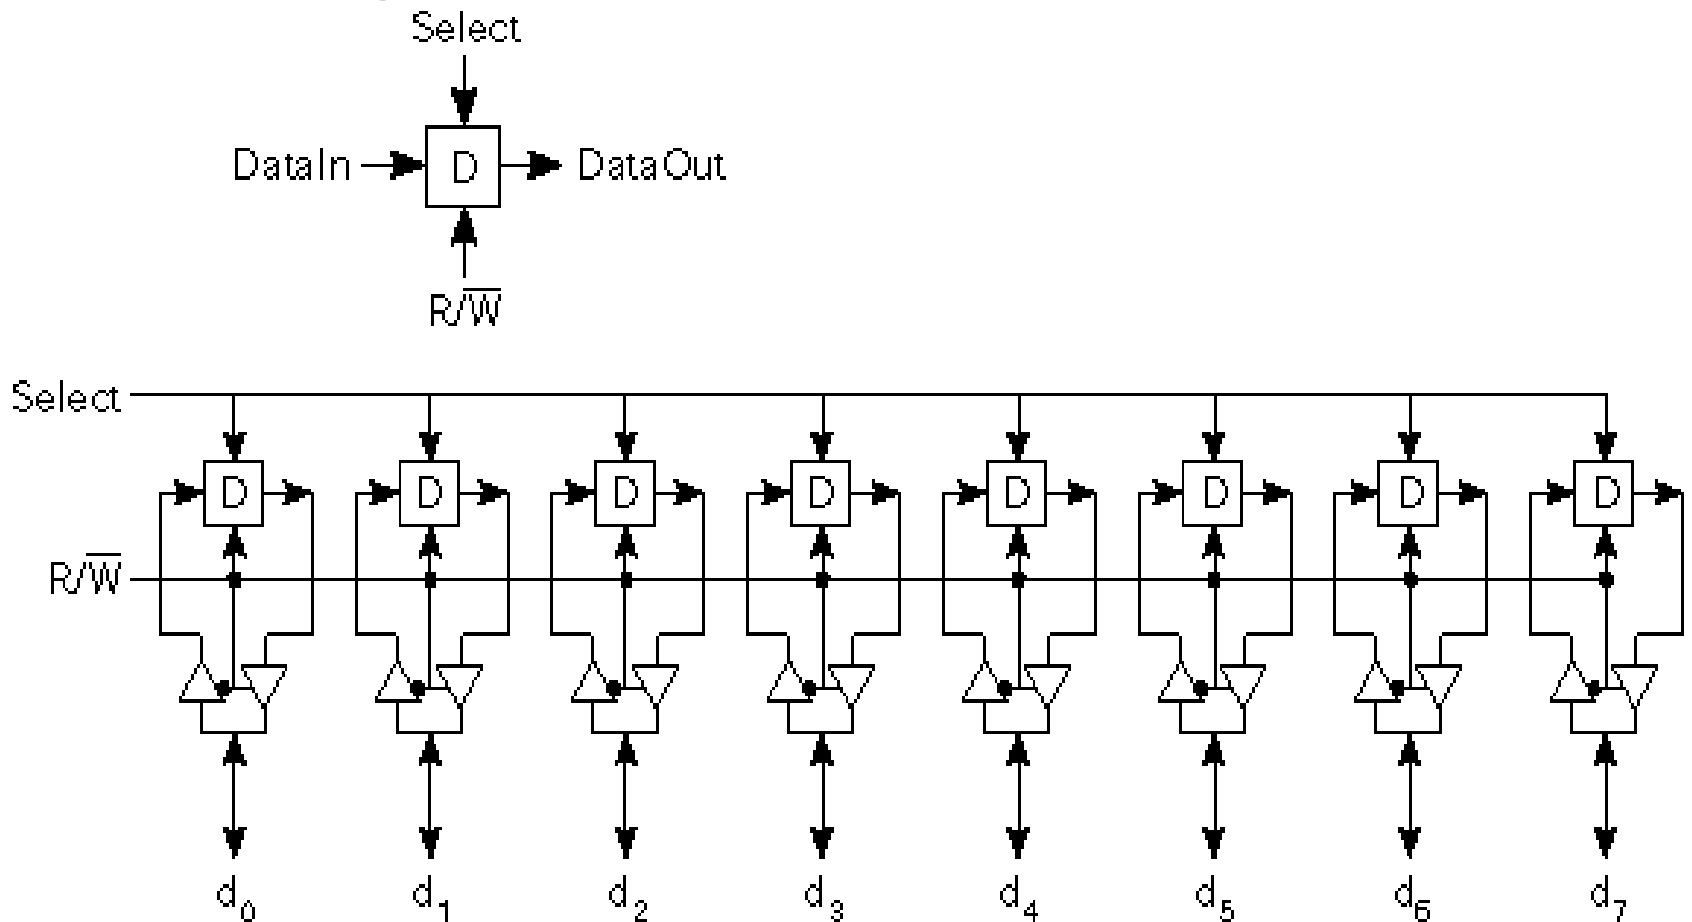 Select
DataIn D DataOut
R/W̅
Select
D D D D D D D D
R/W̅
d₀ d₁ d₂ d₃ d₄ d₅ d₆ d₇